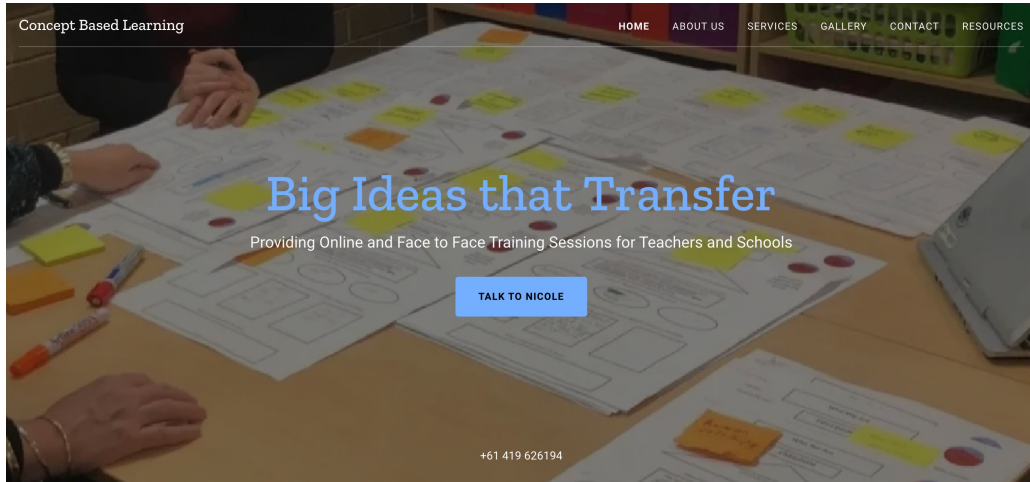 Concept Based Learning
HOME ABOUT US SERVICES GALLERY CONTACT RESOURCES
Big Ideas that Transfer
Providing Online and Face to Face Training Sessions for Teachers and Schools
TALK TO NICOLE
+61 419 626194